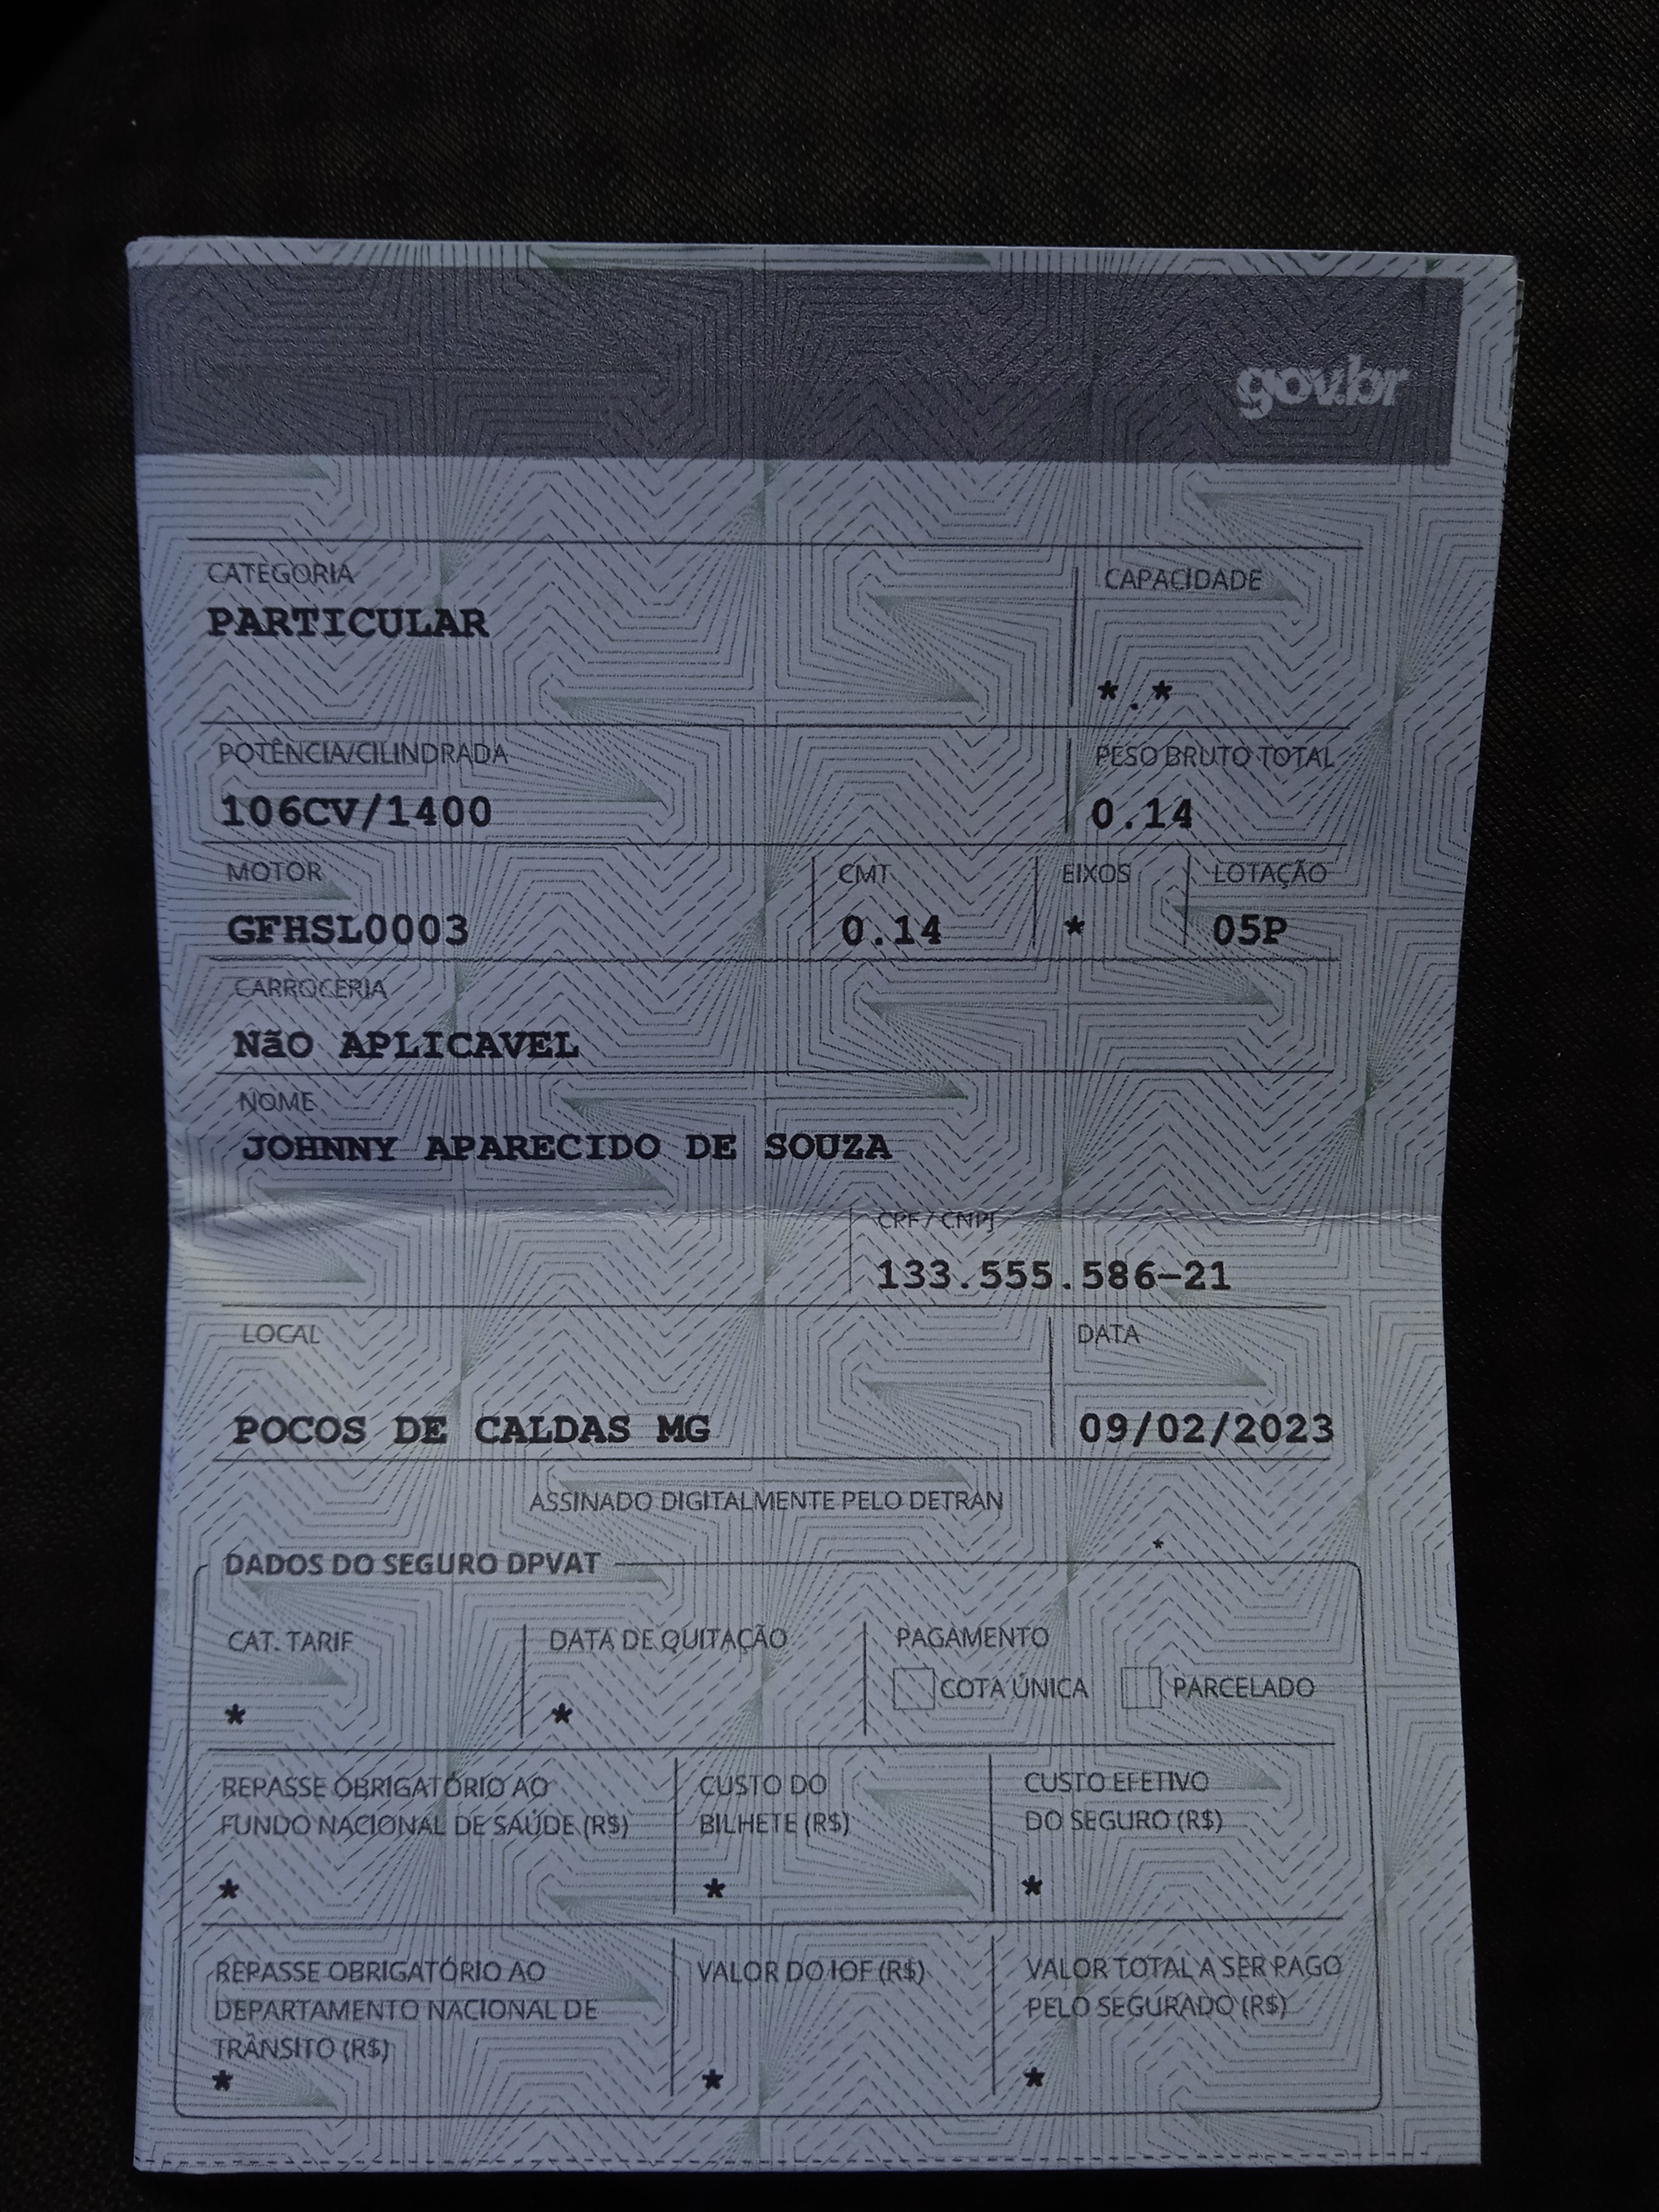 gov.br
CATEGORIA
PARTICULAR
CAPACIDADE
*.*
POTÊNCIA/CILINDRADA
106CV/1400
PESO BRUTO TOTAL
0.14
MOTOR
GFHSL0003
CMT
0.14
EIXOS
*
LOTAÇÃO
05P
CARROCERIA
NãO APLICAVEL
NOME
JOHNNY APARECIDO DE SOUZA
CPF / CNPJ
133.555.586-21
LOCAL
POCOS DE CALDAS MG
DATA
09/02/2023
ASSINADO DIGITALMENTE PELO DETRAN
*
DADOS DO SEGURO DPVAT
CAT. TARIF
*
DATA DE QUITAÇÃO
*
PAGAMENTO
COTA ÚNICA
PARCELADO
REPASSE OBRIGATÓRIO AO
FUNDO NACIONAL DE SAÚDE (R$)
*
CUSTO DO
BILHETE (R$)
*
CUSTO EFETIVO
DO SEGURO (R$)
*
REPASSE OBRIGATÓRIO AO
DEPARTAMENTO NACIONAL DE
TRÂNSITO (R$)
*
VALOR DO IOF (R$)
*
VALOR TOTAL A SER PAGO
PELO SEGURADO (R$)
*